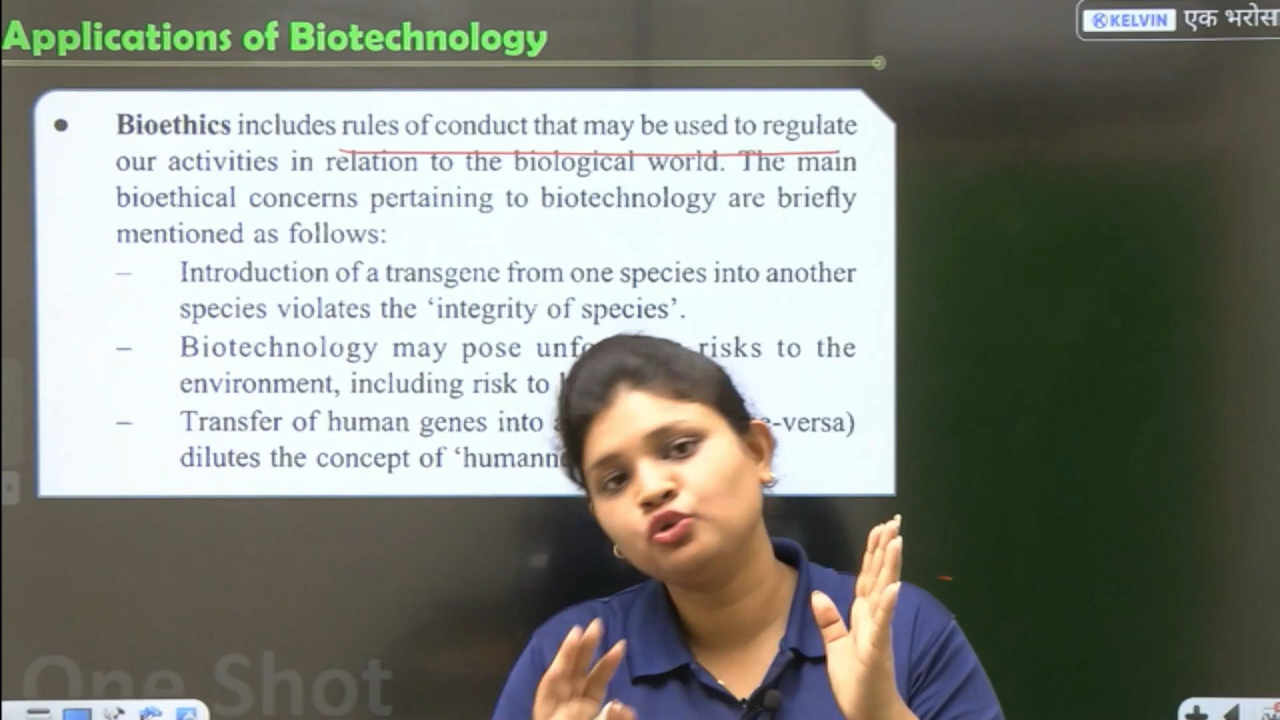 Applications of Biotechnology
KELVIN एक भरोस
• Bioethics includes rules of conduct that may be used to regulate
our activities in relation to the biological world. The main
bioethical concerns pertaining to biotechnology are briefly
mentioned as follows:
– Introduction of a transgene from one species into another
species violates the ‘integrity of species’.
– Biotechnology may pose risks to the
environment, including risk to
– Transfer of human genes into
dilutes the concept of
One Shot